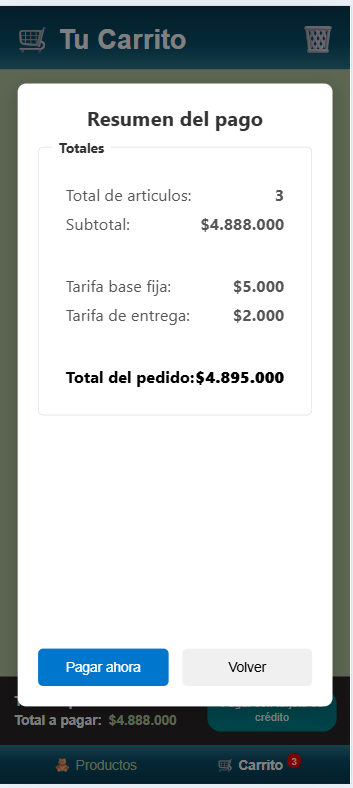 Tu Carrito
Resumen del pago
Totales
Total de articulos: 3
Subtotal: $4.888.000
Tarifa base fija: $5.000
Tarifa de entrega: $2.000
Total del pedido:$4.895.000
Pagar ahora Volver
Total a pagar: $4.888.000
crédito
Productos Carrito 3